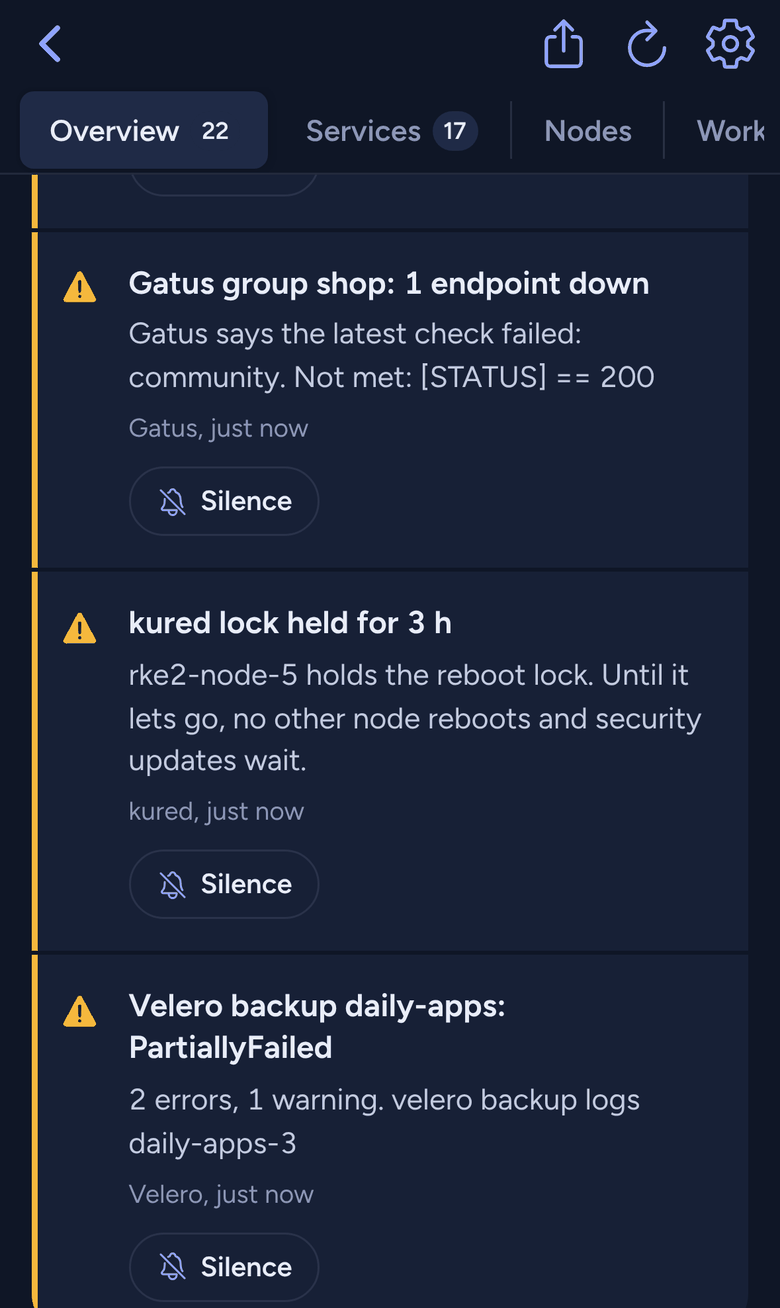 Overview 22 Services 17 Nodes Work
Gatus group shop: 1 endpoint down
Gatus says the latest check failed:
community. Not met: [STATUS] == 200
Gatus, just now
Silence
kured lock held for 3 h
rke2-node-5 holds the reboot lock. Until it
lets go, no other node reboots and security
updates wait.
kured, just now
Silence
Velero backup daily-apps:
PartiallyFailed
2 errors, 1 warning. velero backup logs
daily-apps-3
Velero, just now
Silence